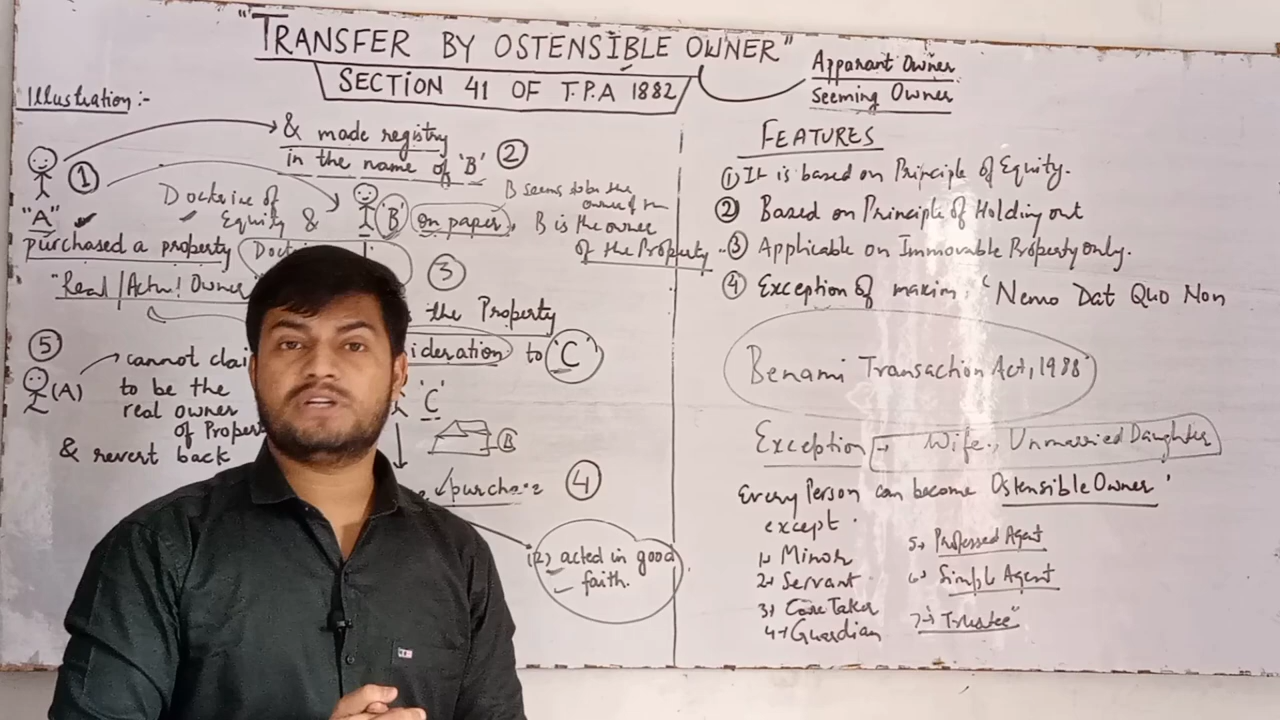 "TRANSFER BY OSTENSIBLE OWNER"
SECTION 41 OF T.P.A 1882
Apparant Owner
Seeming Owner
Illustration :-
& made registry
in the name of 'B' ②
①
"A"
purchased a property
Doctrine of
Equity &
"Real/Actual Owner
'B' on paper.
B seems to be the
owner of
B is the owner
of the Property
③
the Property
ideration to 'C'
'C'
B
⑤
(A)
cannot clai
to be the
real owner
of Propert
& revert back
purchase ④
(2) acted in good
faith.
FEATURES
① It is based on Principle of Equity.
② Based on Principle of Holding out
③ Applicable on Immovable Property only.
④ Exception of maxim, "Nemo Dat Quo Non
Benami Transaction Act, 1988
Exception → Wife, Unmarried Daughter
Every Person can become Ostensible Owner'
except
1, Minor
2, Servant
3, Care Taker
4, Guardian
5, Professed Agent
6, Simple Agent
7, Trustee"